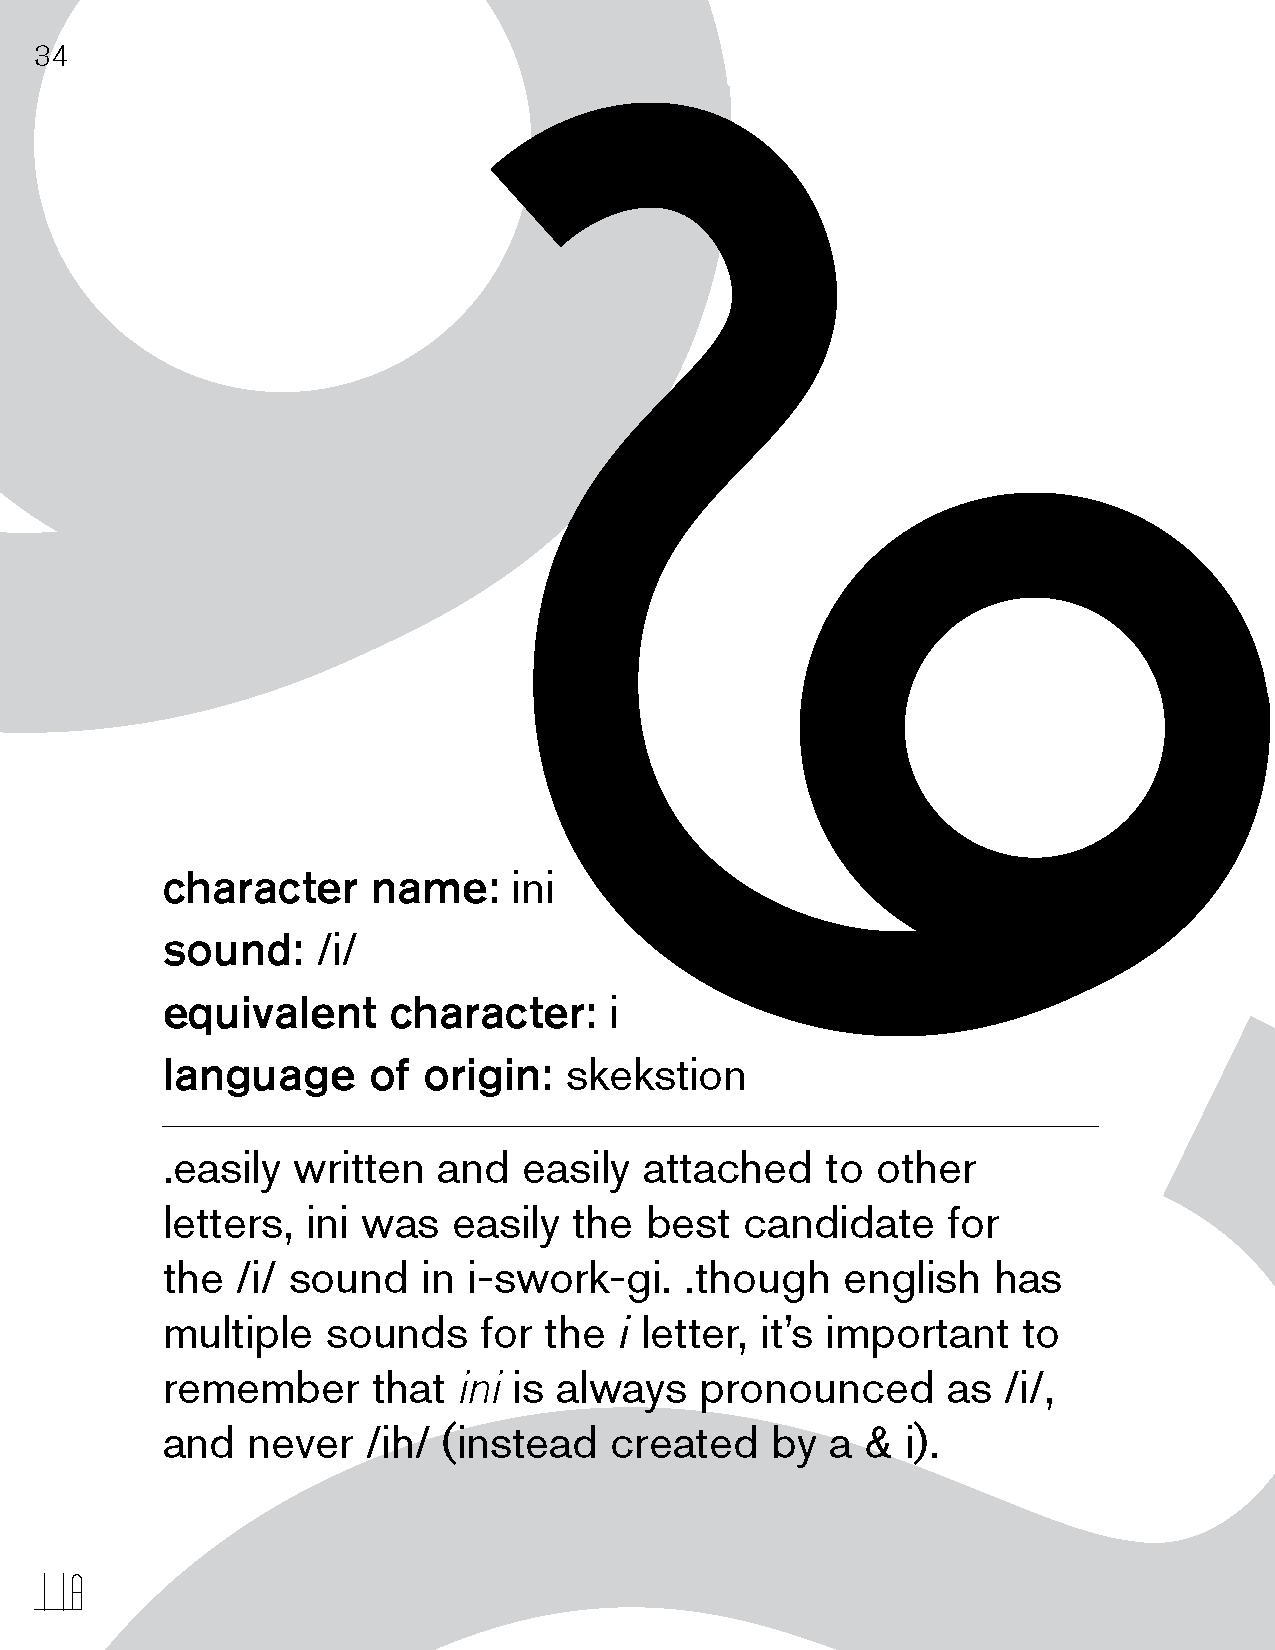 34
character name: ini
sound: /i/
equivalent character: i
language of origin: skekstion
.easily written and easily attached to other
letters, ini was easily the best candidate for
the /i/ sound in i-swork-gi. .though english has
multiple sounds for the i letter, it’s important to
remember that ini is always pronounced as /i/,
and never /ih/ (instead created by a & i).